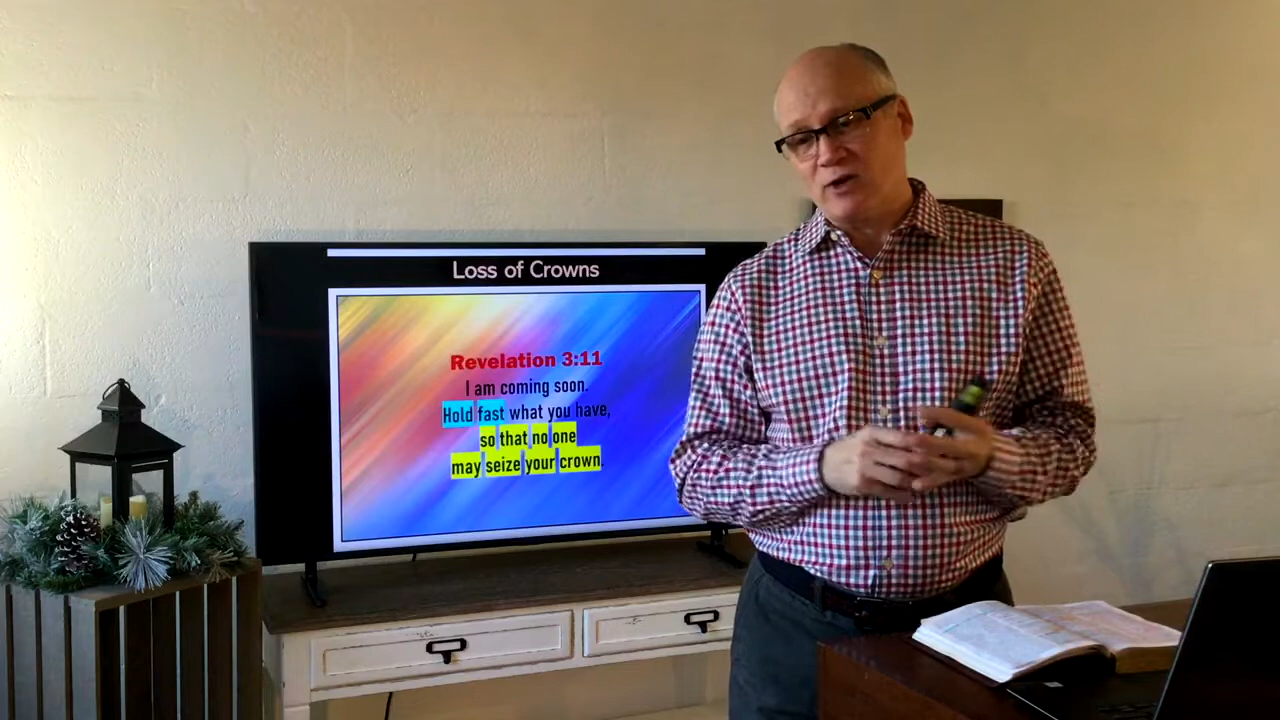 Loss of Crowns
Revelation 3:11
I am coming soon.
Hold fast what you have,
so that no one
may seize your crown.